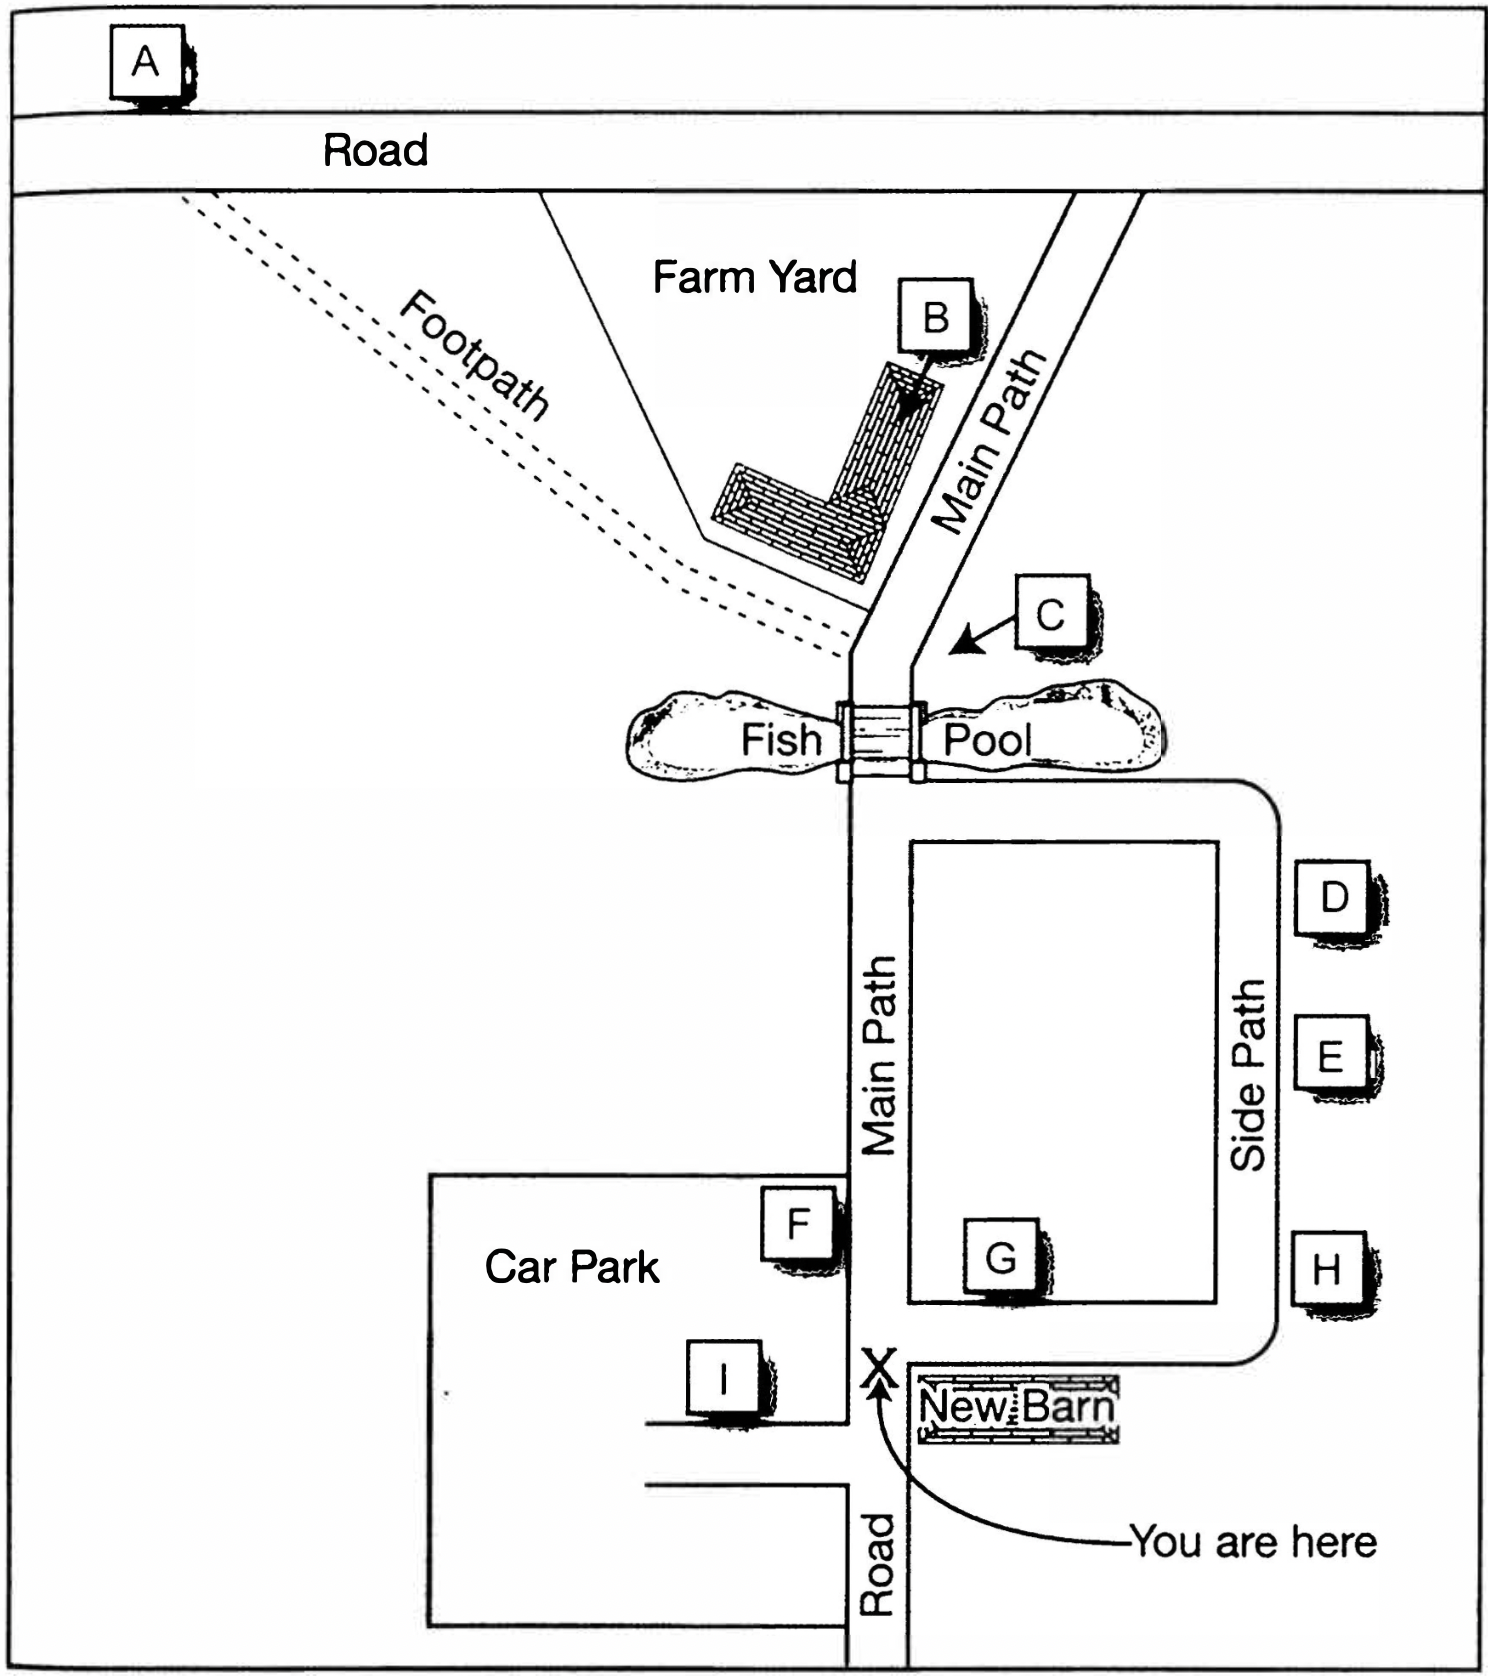 A
Road
Farm Yard
B
Footpath
Main Path
C
Fish Pool
D
Main Path
Side Path
E
F
Car Park
G
H
I
X
New Barn
You are here
Road